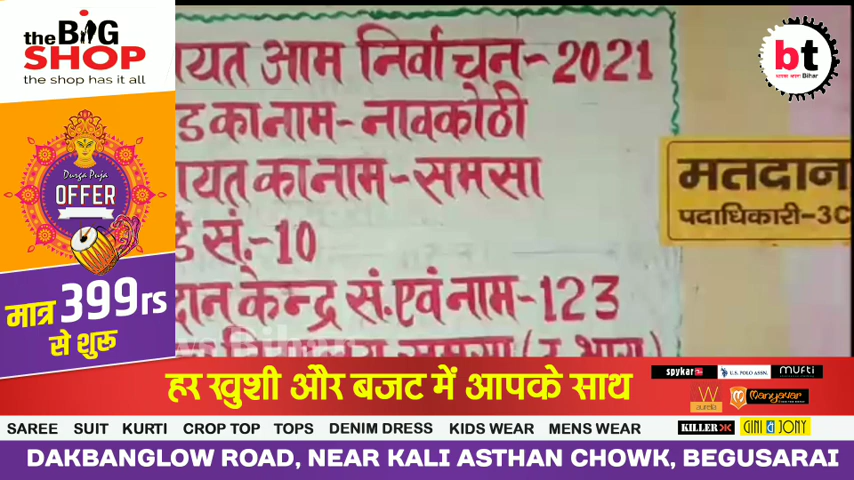 the BIG
SHOP
the shop has it all
Durga Puja
OFFER
मात्र 399rs
से शुरू
यत आम निर्वाचन-2021
ड का नाम-नावकोठी
यत का नाम-समसा
सं.-10
दान केन्द्र सं. एवं नाम-123
समसा (
मतदान
पदाधिकारी-3C
bt
Bihar
हर खुशी और बजट में आपके साथ
spykar
U.S. POLO ASSN.
mufti
W
aurelia
Manyavar
KILLER
GINI & JONY
SAREE SUIT KURTI CROP TOP TOPS DENIM DRESS KIDS WEAR MENS WEAR
DAKBANGLOW ROAD, NEAR KALI ASTHAN CHOWK, BEGUSARAI